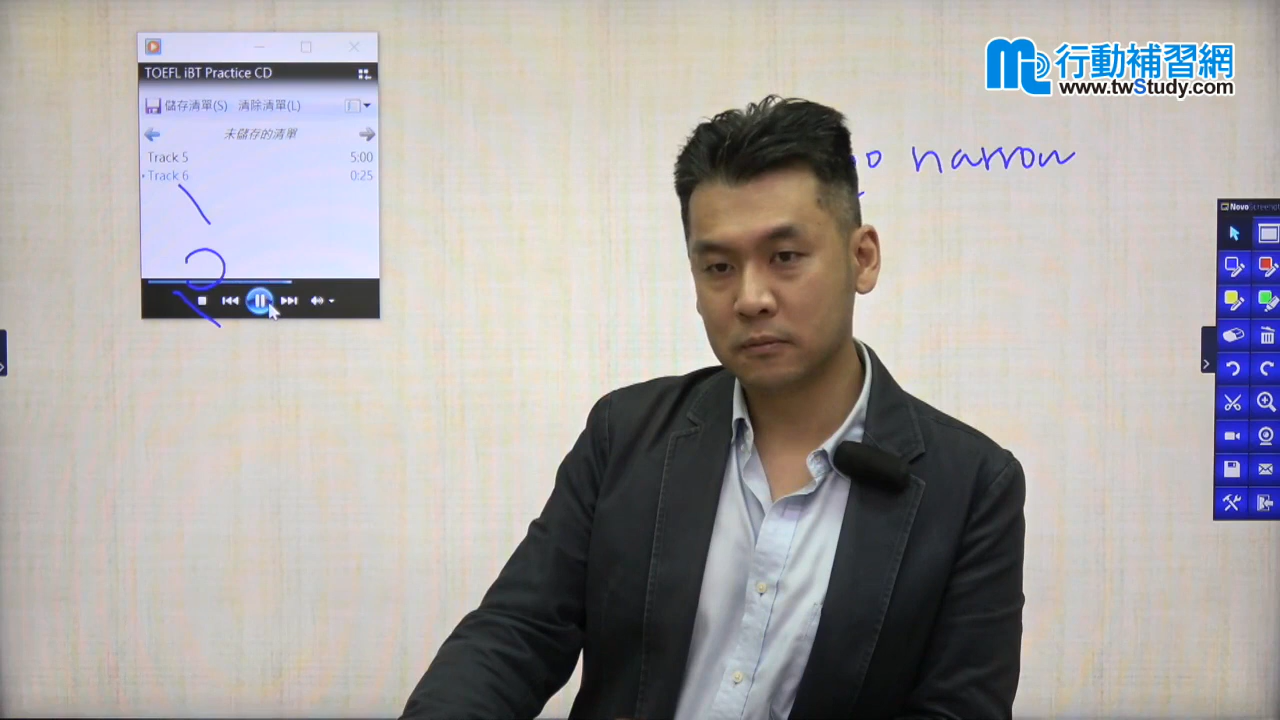 TOEFL iBT Practice CD
儲存清單(S) 清除清單(L)
未儲存的清單
Track 5 5:00
Track 6 0:25
行動補習網
www.twStudy.com
narrow
Novo